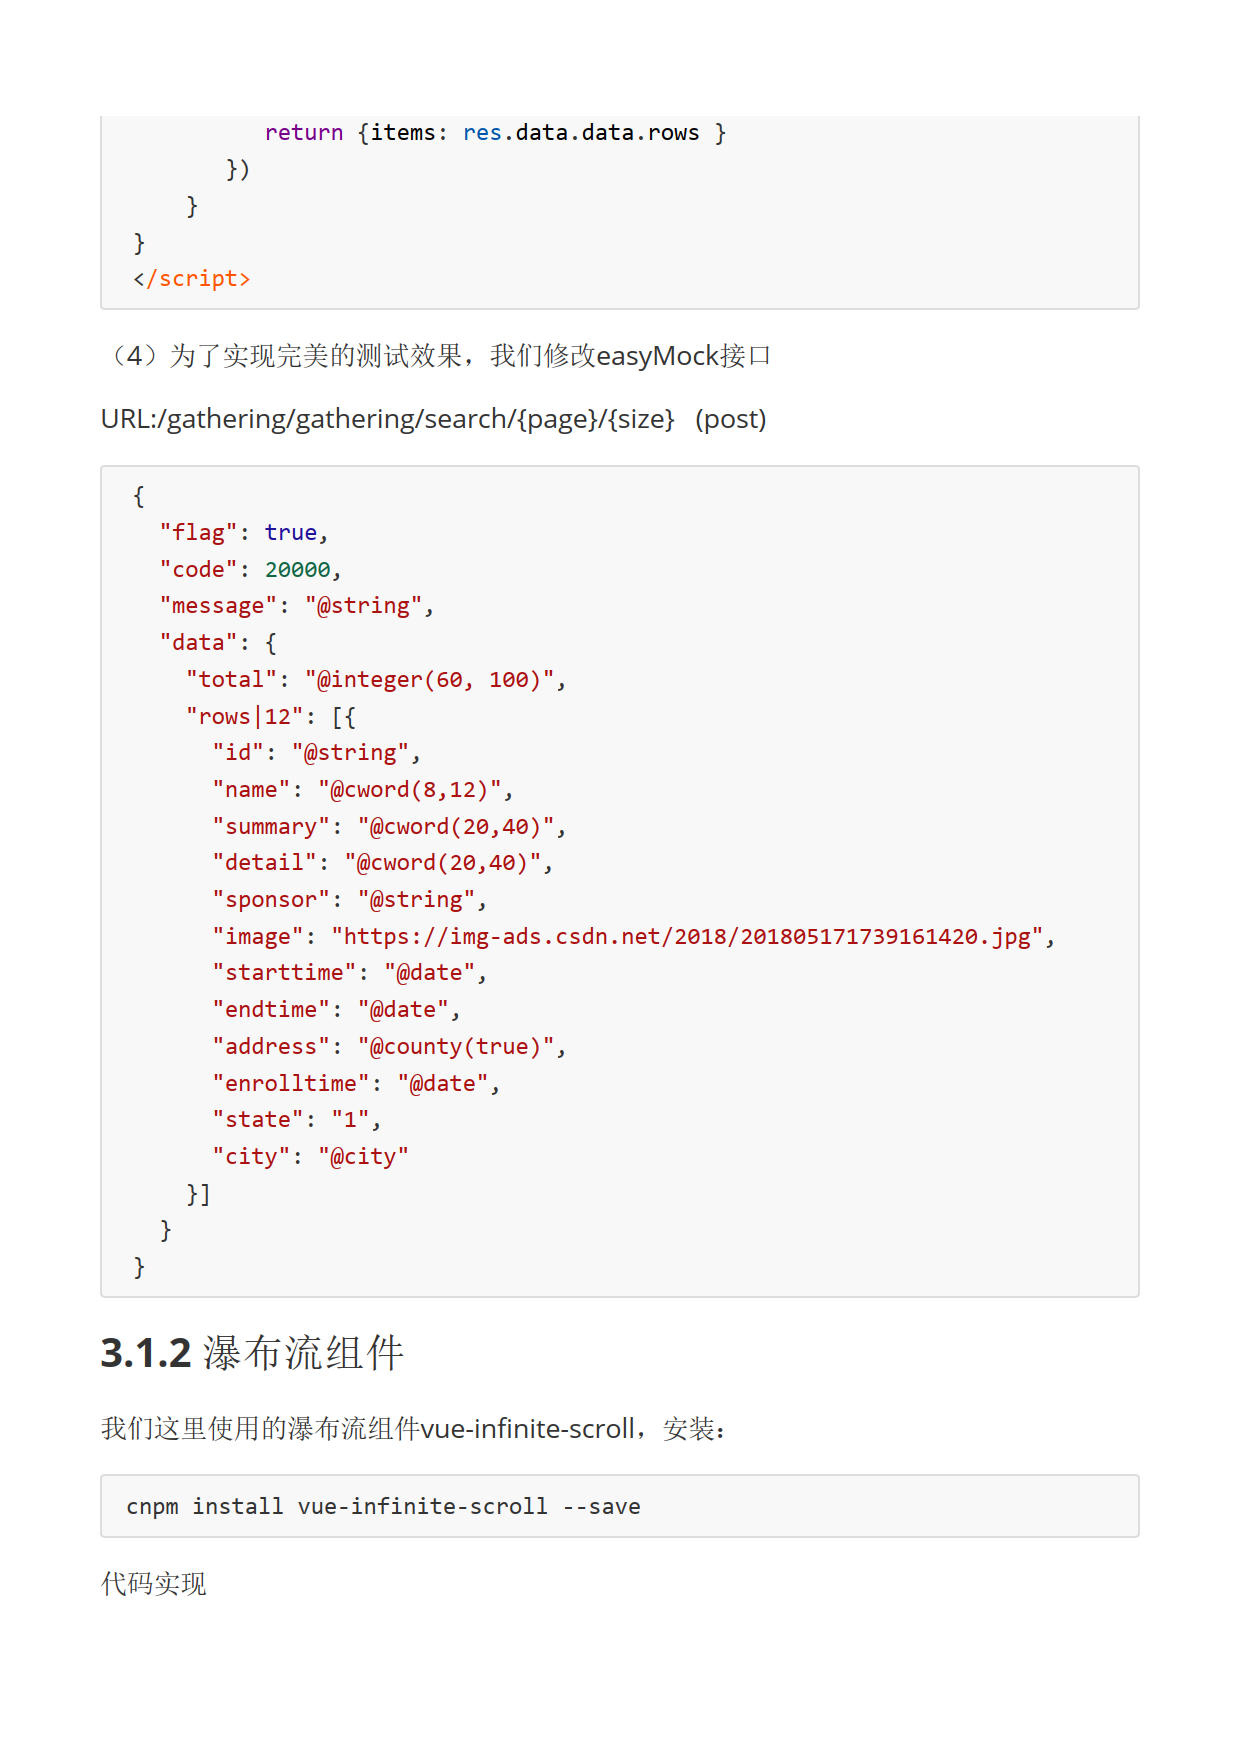 return {items: res.data.data.rows }
})
}
}
</script>
（4）为了实现完美的测试效果，我们修改easyMock接口
URL:/gathering/gathering/search/{page}/{size} (post)
{
"flag": true,
"code": 20000,
"message": "@string",
"data": {
"total": "@integer(60, 100)",
"rows|12": [{
"id": "@string",
"name": "@cword(8,12)",
"summary": "@cword(20,40)",
"detail": "@cword(20,40)",
"sponsor": "@string",
"image": "https://img-ads.csdn.net/2018/201805171739161420.jpg",
"starttime": "@date",
"endtime": "@date",
"address": "@county(true)",
"enrolltime": "@date",
"state": "1",
"city": "@city"
}]
}
}
3.1.2 瀑布流组件
我们这里使用的瀑布流组件vue-infinite-scroll，安装：
cnpm install vue-infinite-scroll --save
代码实现